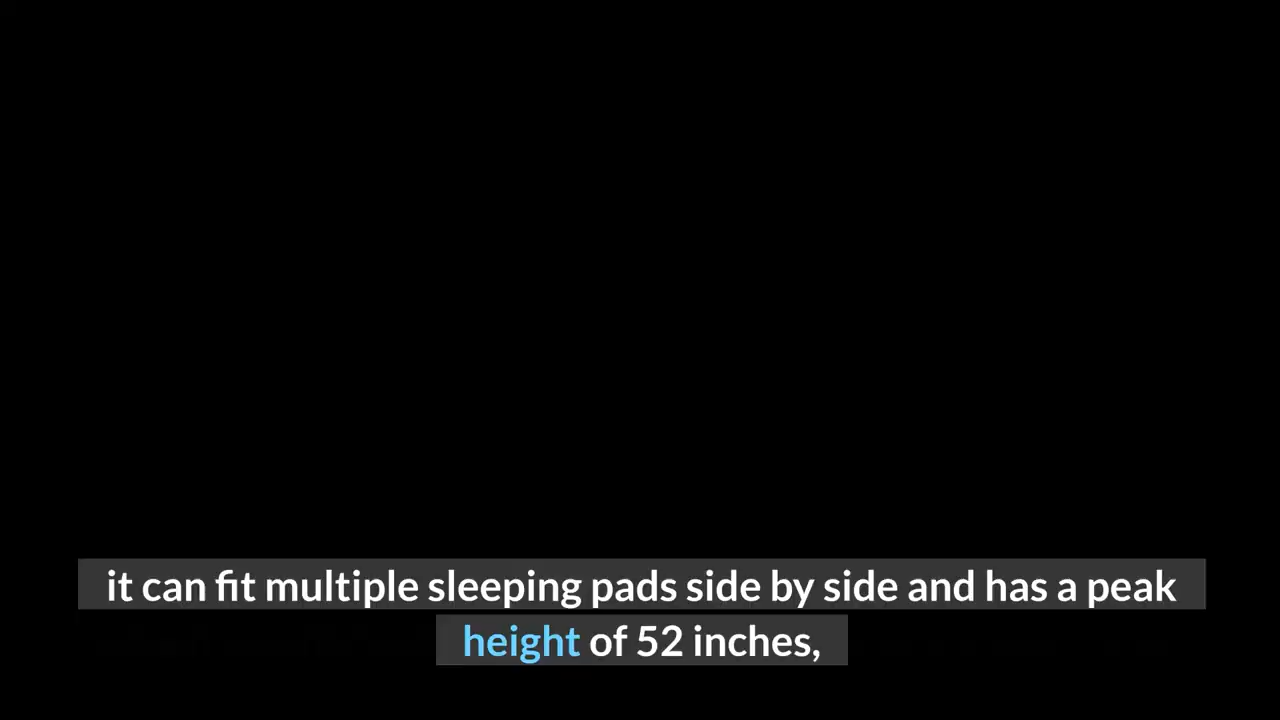 it can fit multiple sleeping pads side by side and has a peak
height of 52 inches,